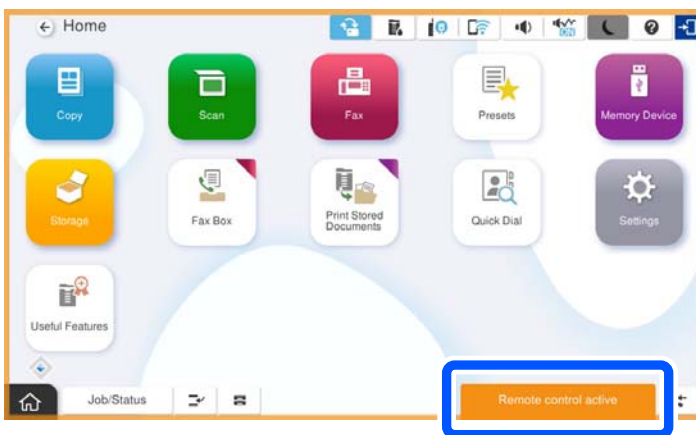 Home
ON
Copy
Scan
Fax
Presets
Memory Device
Storage
Fax Box
Print Stored
Documents
Quick Dial
Settings
Useful Features
Job/Status
Remote control active